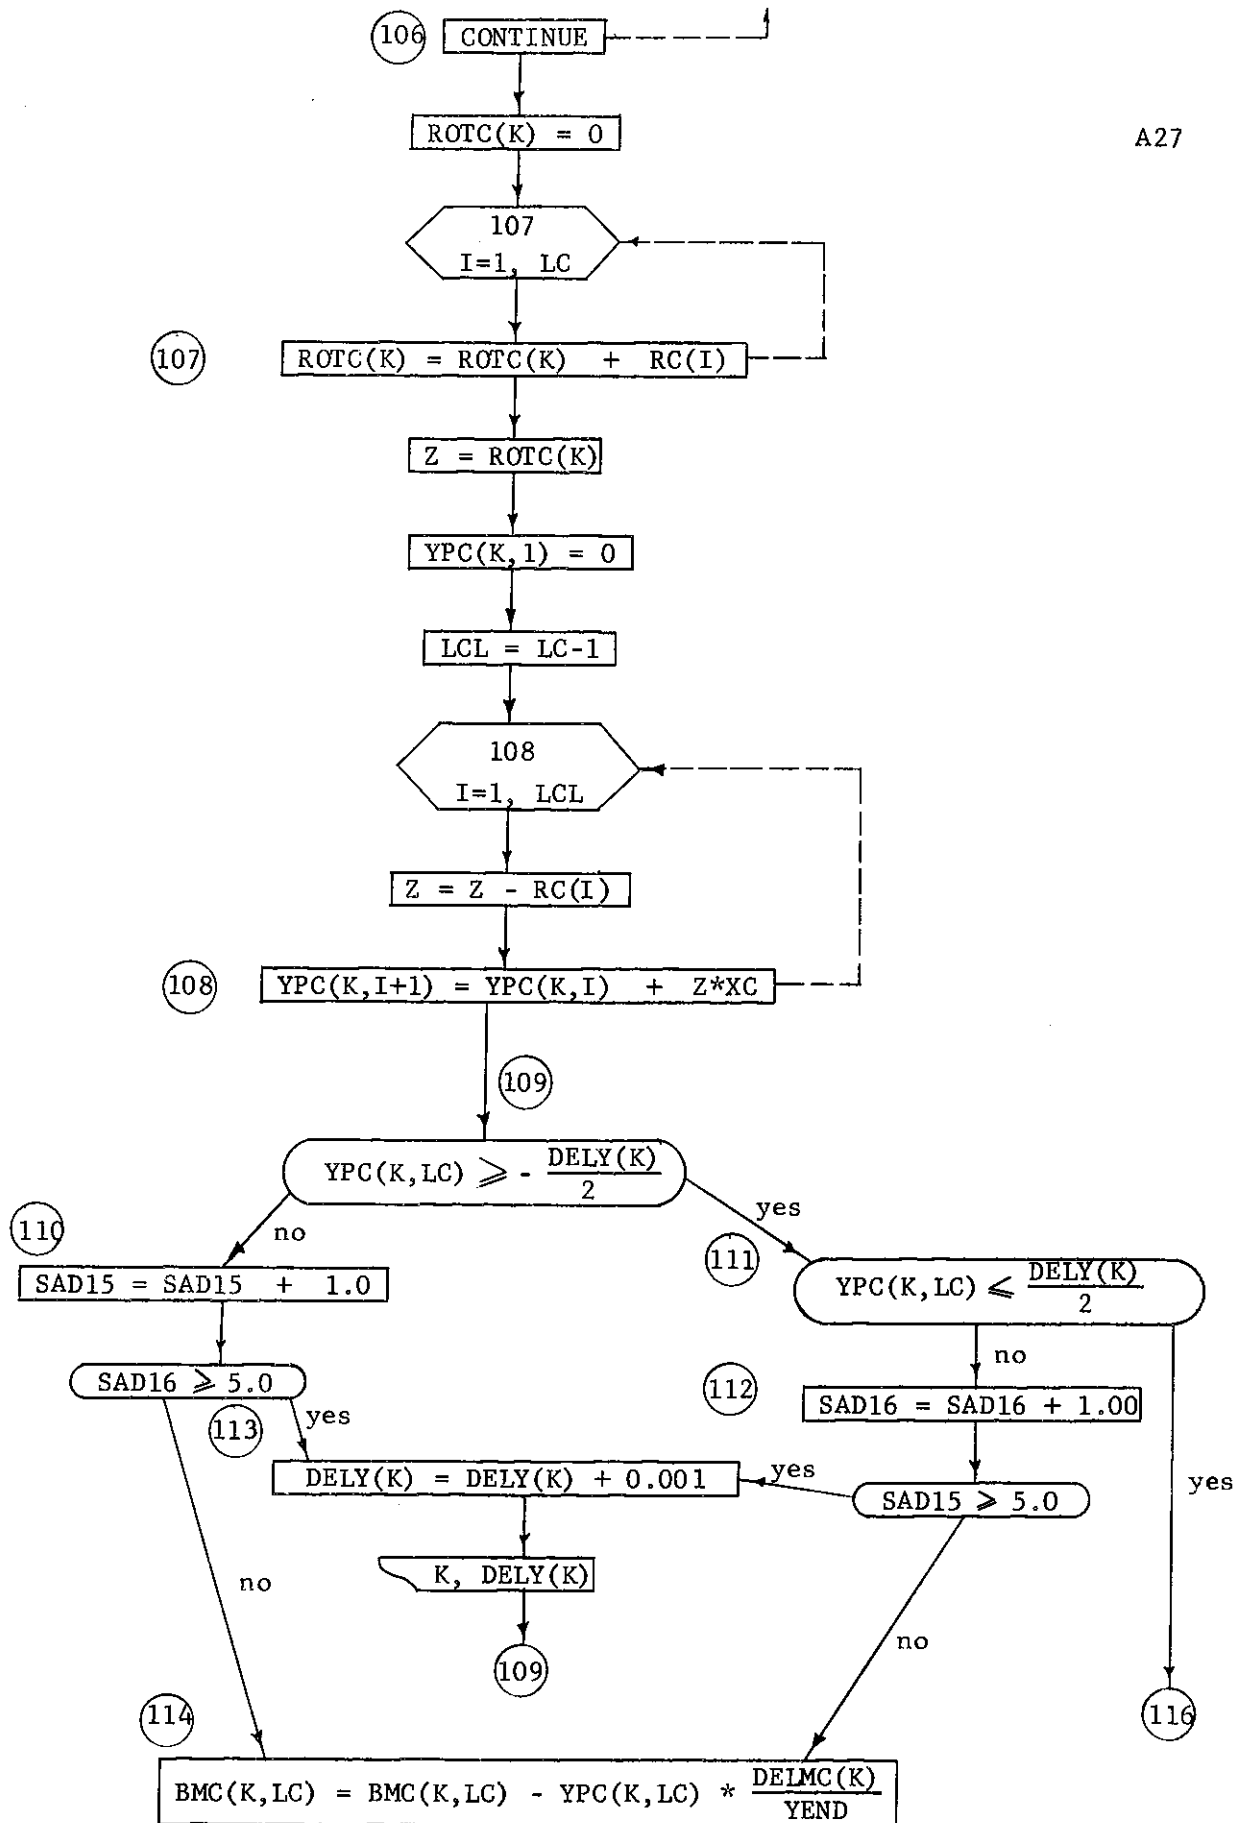 106 CONTINUE
ROTC(K) = 0
A27
107
I=1, LC
107 ROTC(K) = ROTC(K) + RC(I)
Z = ROTC(K)
YPC(K,1) = 0
LCL = LC-1
108
I=1, LCL
Z = Z - RC(I)
108 YPC(K,I+1) = YPC(K,I) + Z*XC
109
YPC(K,LC) ⩾ - DELY(K)
2
no
yes
110
SAD15 = SAD15 + 1.0
111
YPC(K,LC) ⩽ DELY(K)
2
SAD16 ⩾ 5.0
no
113
yes
112
SAD16 = SAD16 + 1.00
DELY(K) = DELY(K) + 0.001
yes
SAD15 ⩾ 5.0
yes
no
K, DELY(K)
no
109
114
116
BMC(K,LC) = BMC(K,LC) - YPC(K,LC) * DELMC(K)
YEND